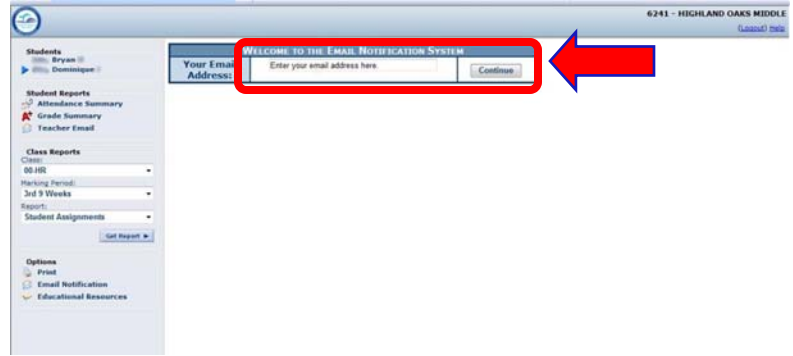 6241 - HIGHLAND OAKS MIDDLE
(Logout) Help
Students
Bryan
Dominique
Student Reports
Attendance Summary
Grade Summary
Teacher Email
Class Reports
Class:
00-HR
Marking Period:
3rd 9 Weeks
Report:
Student Assignments
Get Report
Options
Print
Email Notification
Educational Resources
WELCOME TO THE EMAIL NOTIFICATION SYSTEM
Your Email Address:
Enter your email address here.
Continue